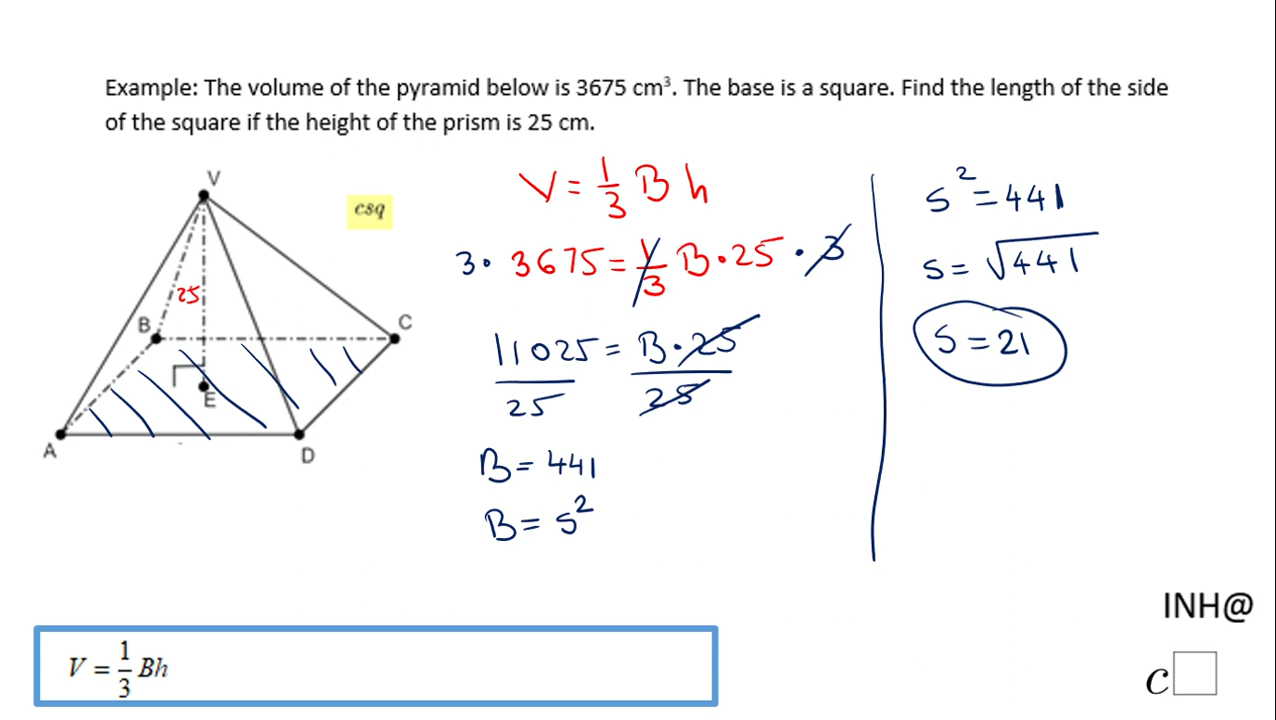 Example: The volume of the pyramid below is 3675 cm³. The base is a square. Find the length of the side
of the square if the height of the prism is 25 cm.
V
csq
25
B
C
E
A
D
V = 1/3 B h
3 · 3675 = 1/3 B · 25 · 3
11025/25 = B · 25/25
B = 441
B = s²
s² = 441
s = √441
s = 21
V = 1/3 Bh
INH@
c